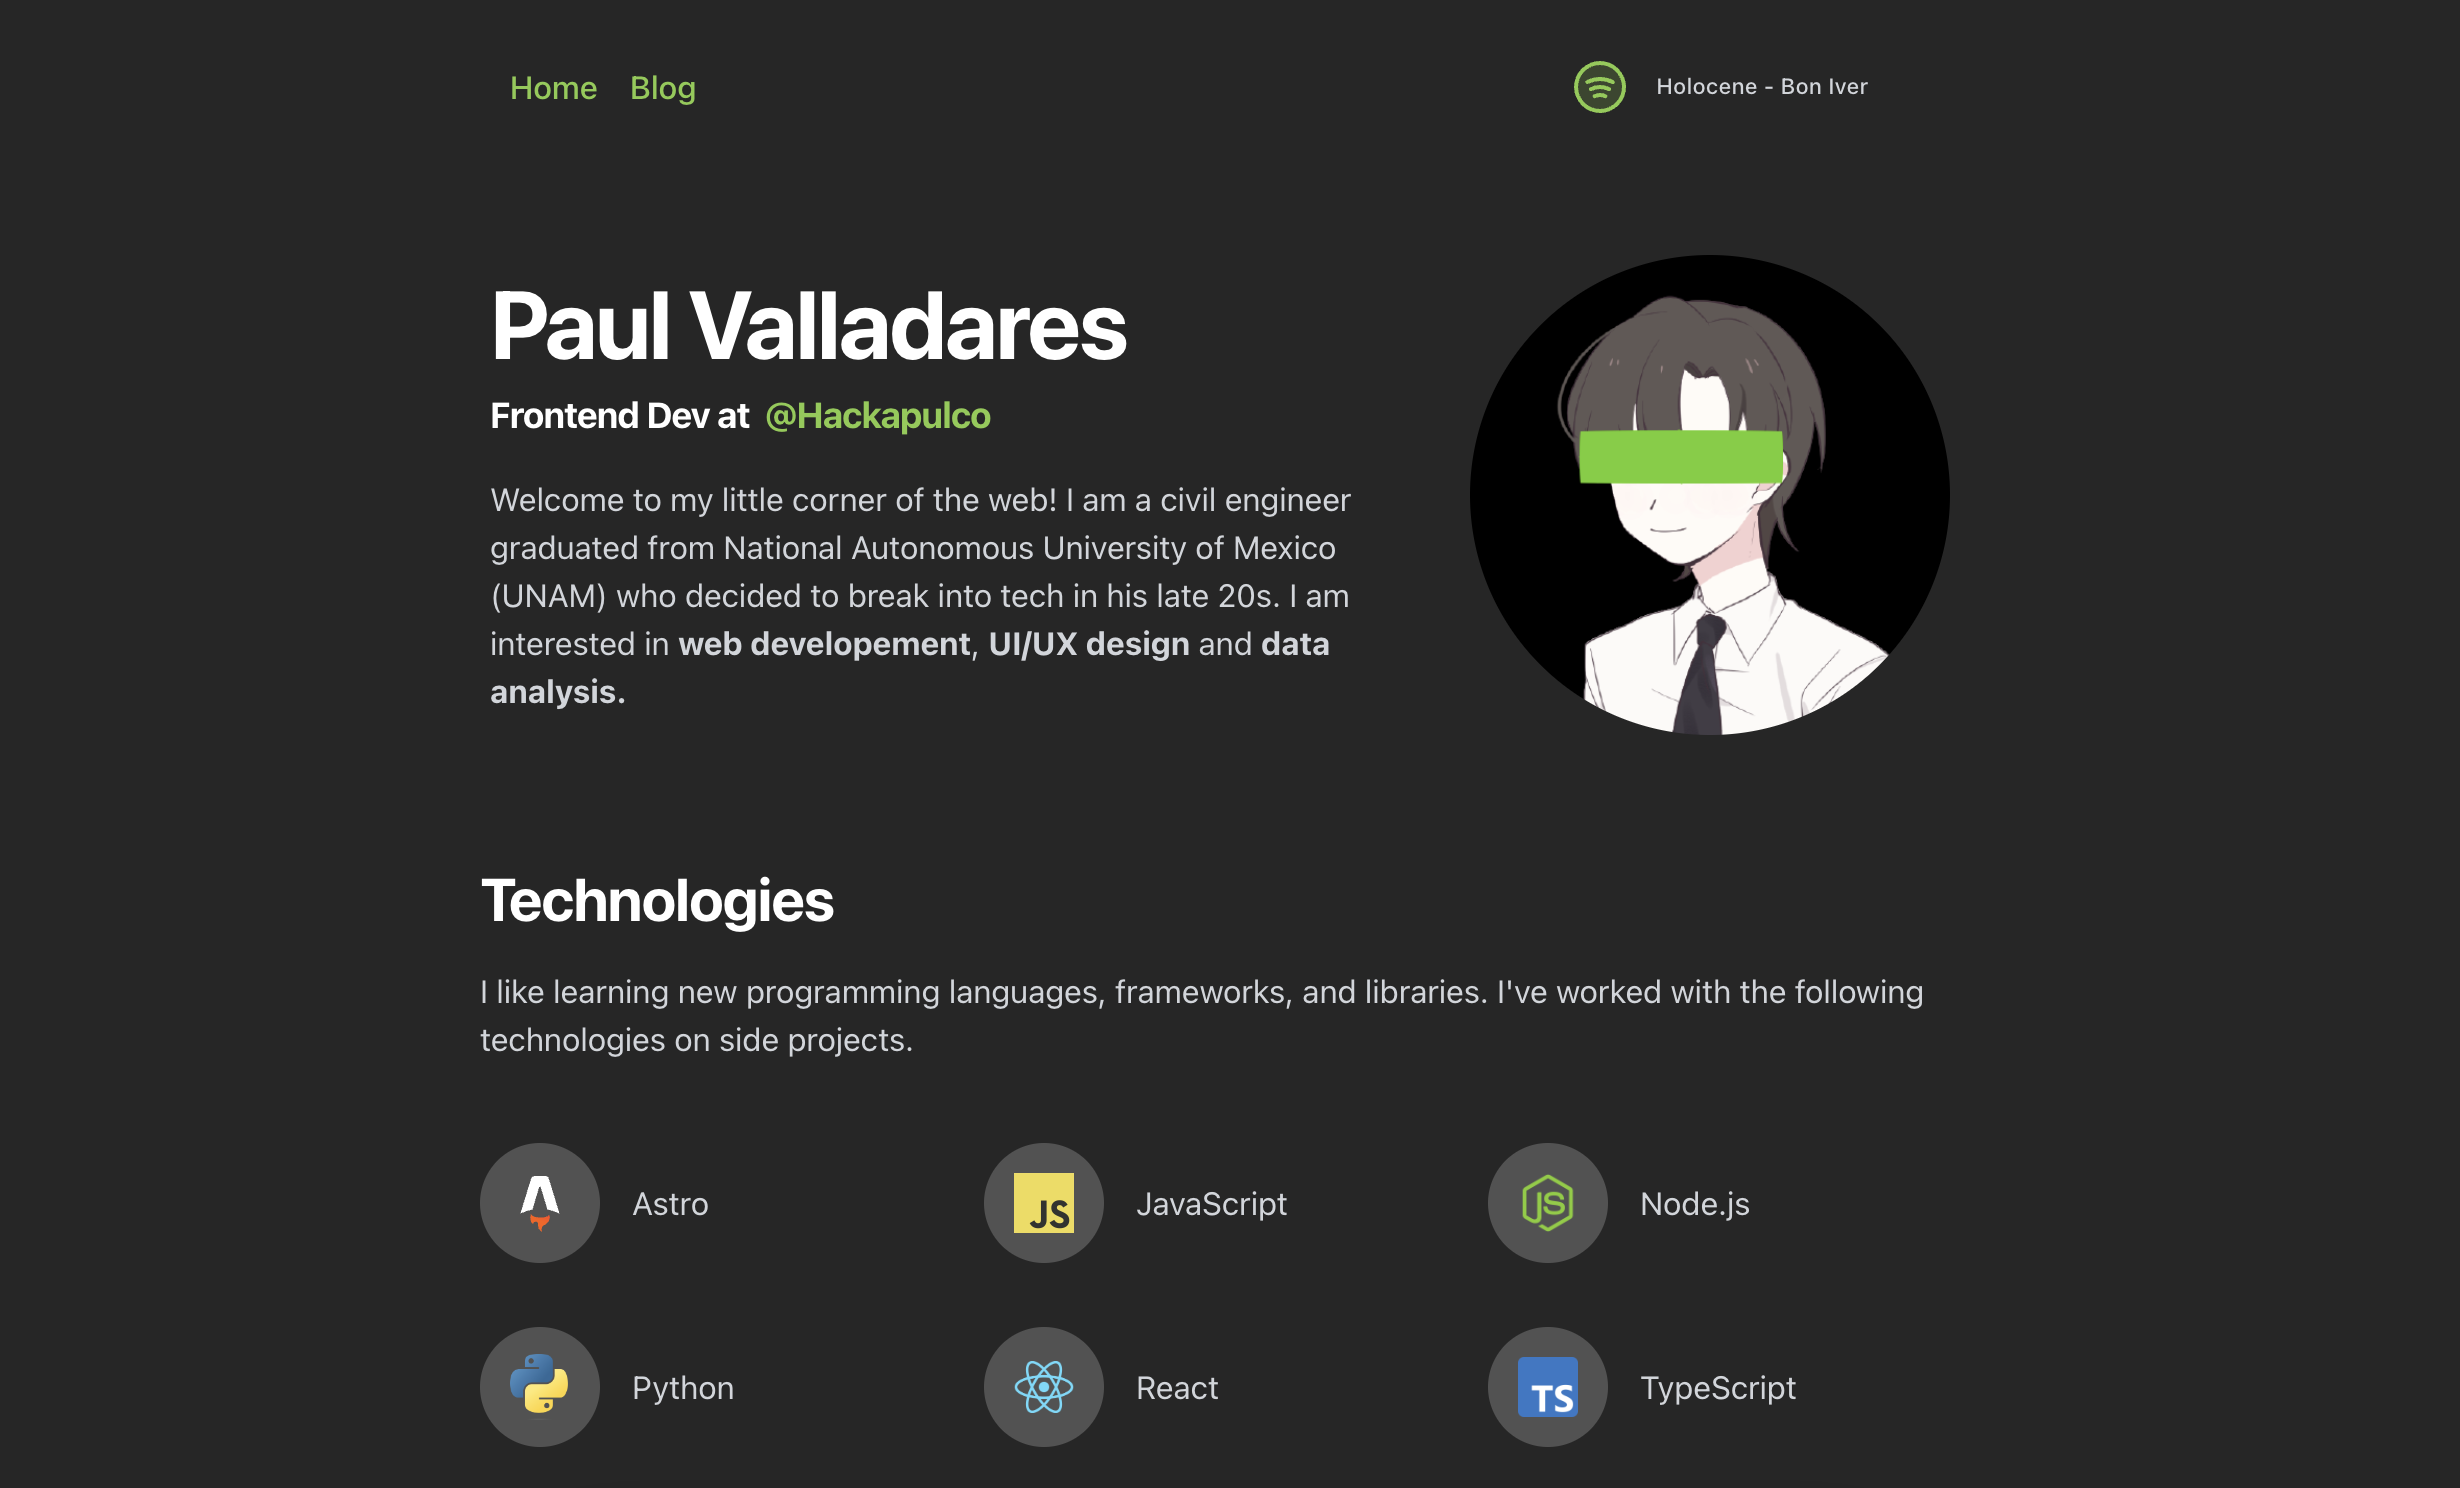 Home Blog
Holocene - Bon Iver
Paul Valladares
Frontend Dev at @Hackapulco
Welcome to my little corner of the web! I am a civil engineer
graduated from National Autonomous University of Mexico
(UNAM) who decided to break into tech in his late 20s. I am
interested in web developement, UI/UX design and data
analysis.
Technologies
I like learning new programming languages, frameworks, and libraries. I've worked with the following
technologies on side projects.
Astro
JS JavaScript
JS Node.js
Python
React
TS TypeScript